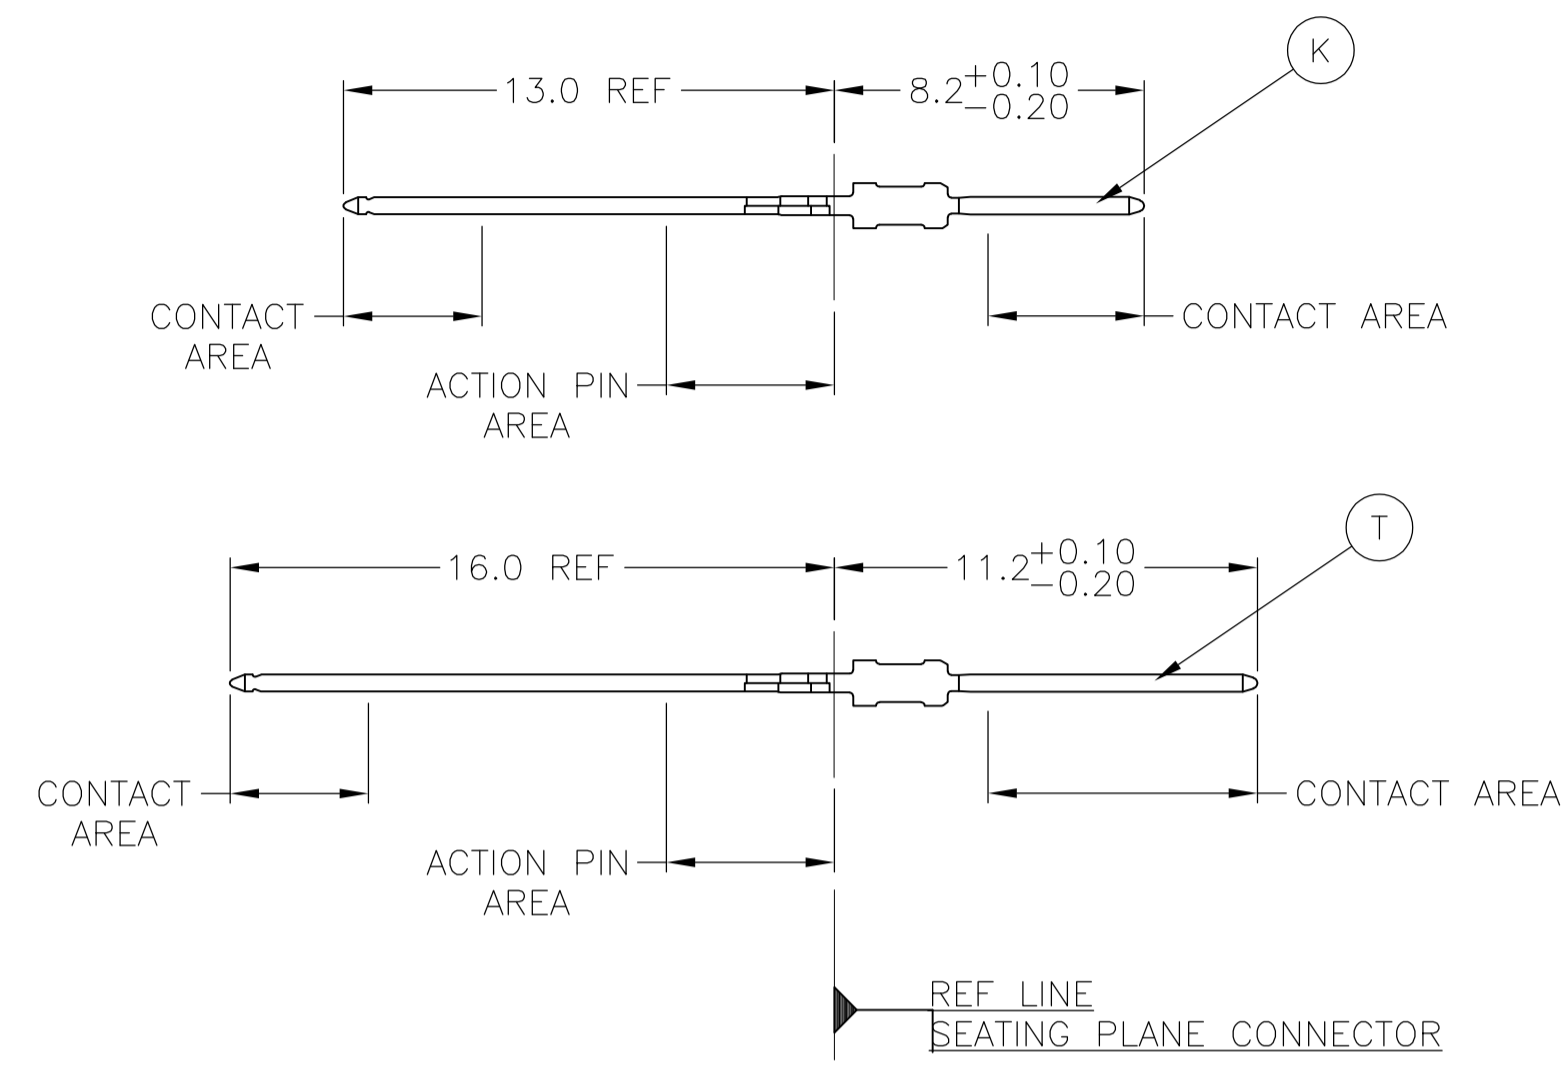 K
13.0 REF
8.2 +0.10
-0.20
CONTACT
AREA
CONTACT AREA
ACTION PIN
AREA
T
16.0 REF
11.2 +0.10
-0.20
CONTACT
AREA
CONTACT AREA
ACTION PIN
AREA
REF LINE
SEATING PLANE CONNECTOR